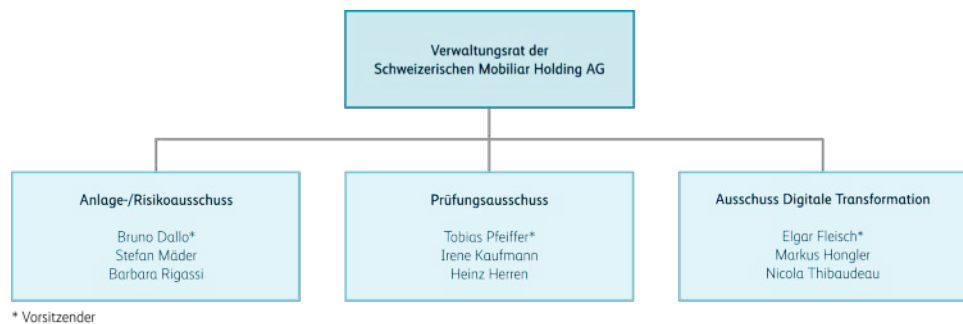 Verwaltungsrat der
Schweizerischen Mobiliar Holding AG
Anlage-/Risikoausschuss
Bruno Dallo*
Stefan Mäder
Barbara Rigassi
Prüfungsausschuss
Tobias Pfeiffer*
Irene Kaufmann
Heinz Herren
Ausschuss Digitale Transformation
Elgar Fleisch*
Markus Hongler
Nicola Thibaudeau
* Vorsitzender